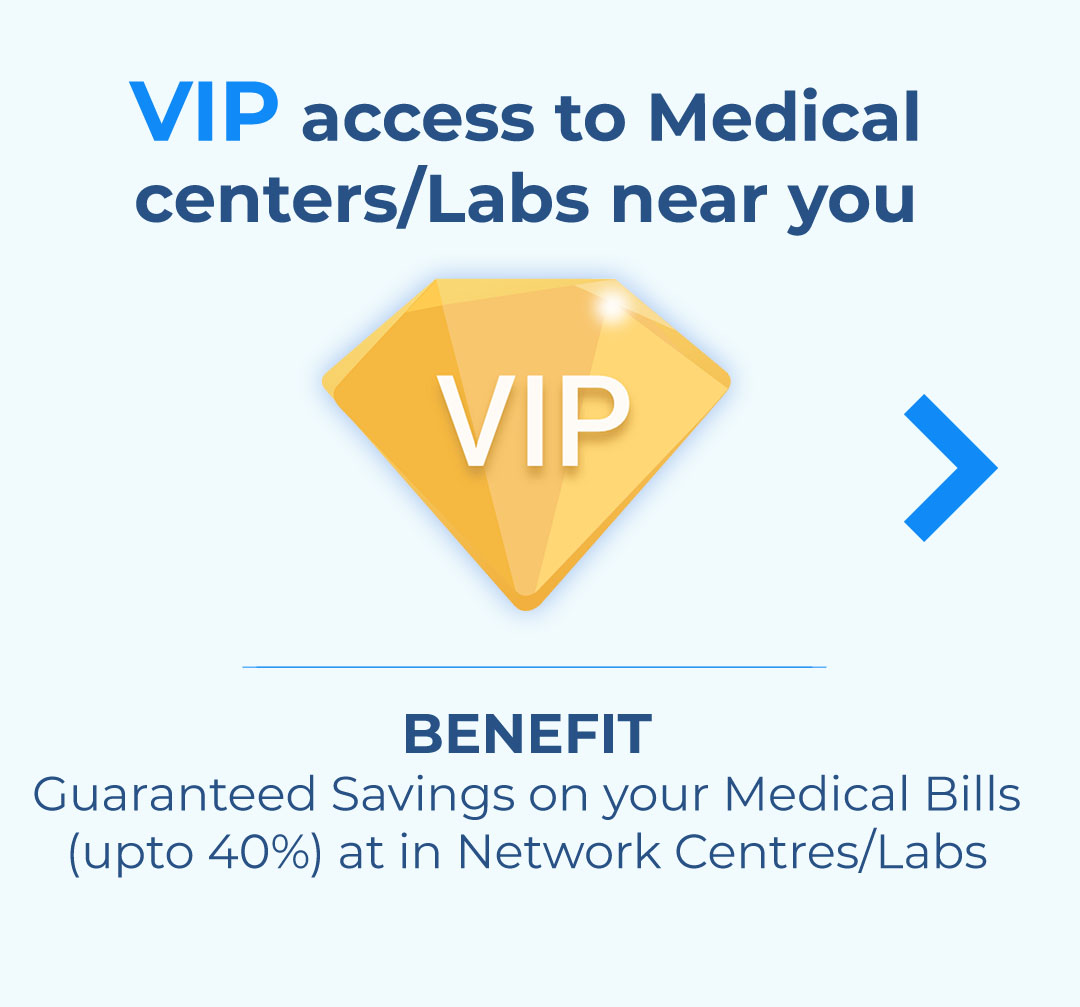 VIP access to Medical
centers/Labs near you
VIP
BENEFIT
Guaranteed Savings on your Medical Bills
(upto 40%) at in Network Centres/Labs